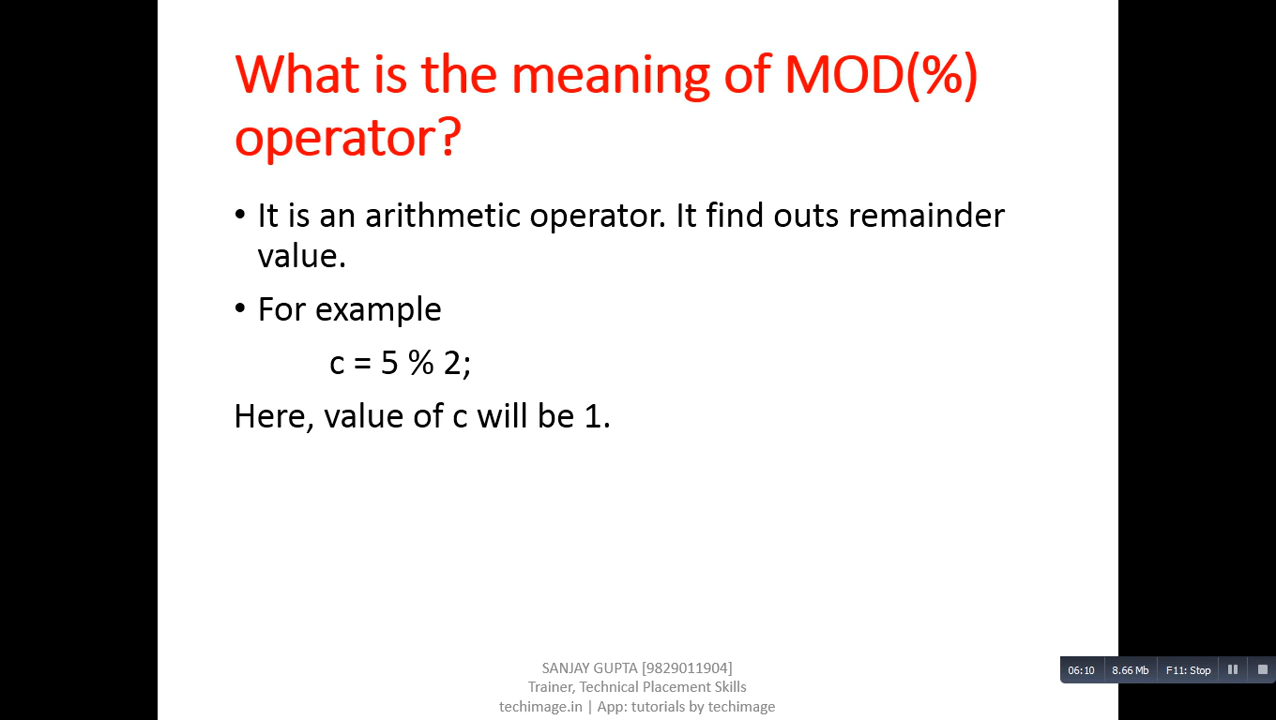 What is the meaning of MOD(%)
operator?
• It is an arithmetic operator. It find outs remainder
value.
• For example
c = 5 % 2;
Here, value of c will be 1.
SANJAY GUPTA [9829011904]
Trainer, Technical Placement Skills
techimage.in | App: tutorials by techimage
06:10 8.66 Mb F11: Stop